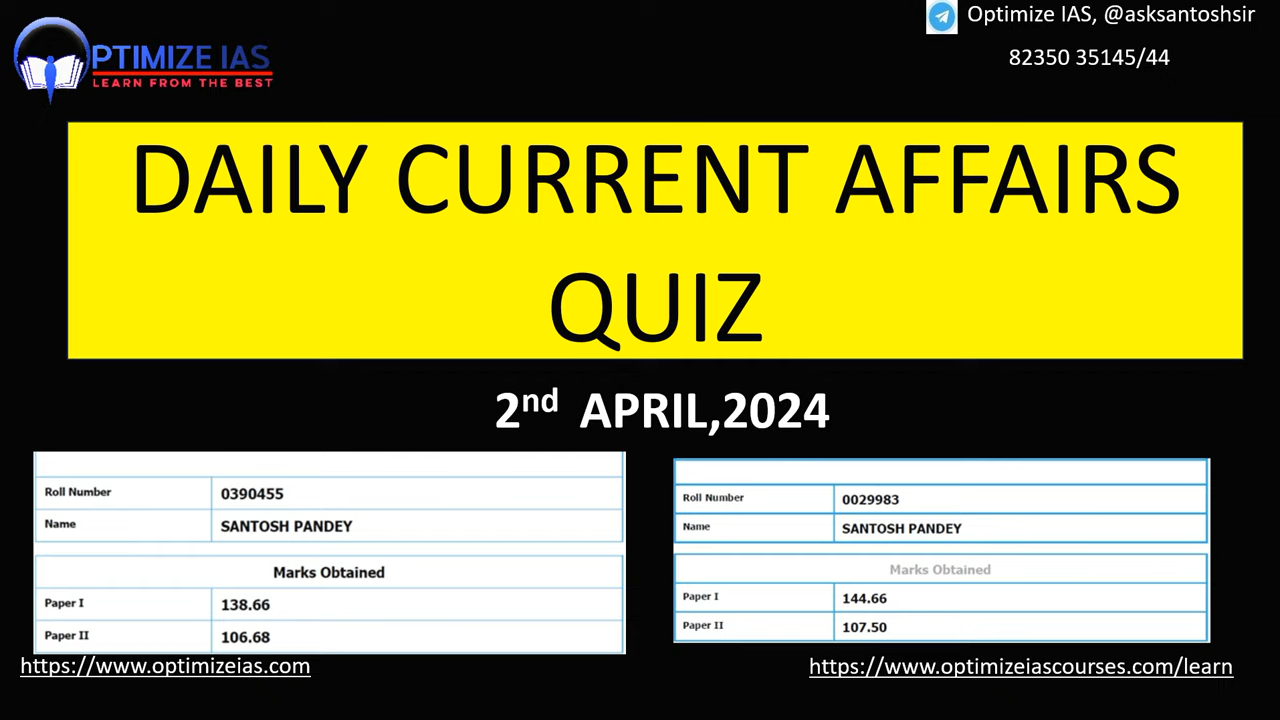 PTIMIZE IAS
LEARN FROM THE BEST
Optimize IAS, @asksantoshsir
82350 35145/44
DAILY CURRENT AFFAIRS
QUIZ
2nd APRIL,2024
Roll Number 0390455
Name SANTOSH PANDEY
Marks Obtained
Paper I 138.66
Paper II 106.68
Roll Number 0029983
Name SANTOSH PANDEY
Marks Obtained
Paper I 144.66
Paper II 107.50
https://www.optimizeias.com
https://www.optimizeiascourses.com/learn